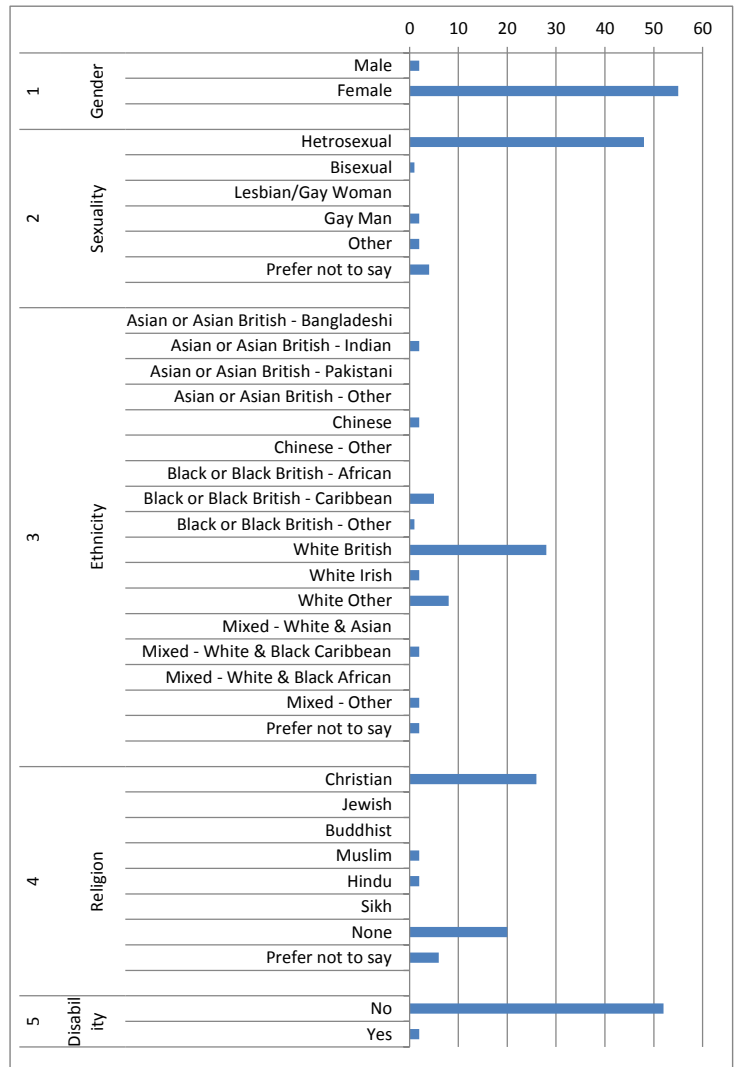 0 10 20 30 40 50 60
1
Gender
Male
Female
2
Sexuality
Hetrosexual
Bisexual
Lesbian/Gay Woman
Gay Man
Other
Prefer not to say
3
Ethnicity
Asian or Asian British - Bangladeshi
Asian or Asian British - Indian
Asian or Asian British - Pakistani
Asian or Asian British - Other
Chinese
Chinese - Other
Black or Black British - African
Black or Black British - Caribbean
Black or Black British - Other
White British
White Irish
White Other
Mixed - White & Asian
Mixed - White & Black Caribbean
Mixed - White & Black African
Mixed - Other
Prefer not to say
4
Religion
Christian
Jewish
Buddhist
Muslim
Hindu
Sikh
None
Prefer not to say
5
Disabil
ity
No
Yes